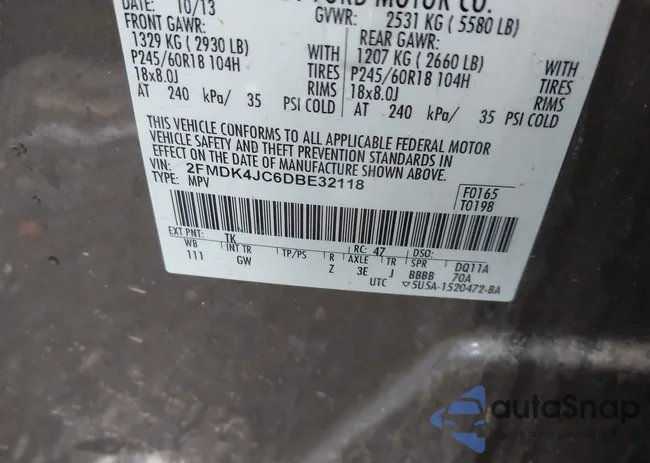 DATE: 10/13
FORD MOTOR CO.
FRONT GAWR:
GVWR: 2531 KG ( 5580 LB)
1329 KG ( 2930 LB)
P245/60R18 104H
18x8.0J
AT 240 kPa/ 35 PSI COLD
WITH
TIRES
RIMS
REAR GAWR:
1207 KG ( 2660 LB)
P245/60R18 104H
18x8.0J
AT 240 kPa/ 35 PSI COLD
WITH
TIRES
RIMS
THIS VEHICLE CONFORMS TO ALL APPLICABLE FEDERAL MOTOR
VEHICLE SAFETY AND THEFT PREVENTION STANDARDS IN
EFFECT ON THE DATE OF MANUFACTURE SHOWN ABOVE.
VIN: 2FMDK4JC6DBE32118
TYPE: MPV
F0165
T0198
EXT PNT: TK RC: 47 DSO:
WB INT TR TP/PS R AXLE TR SPR DQ11A
111 GW Z 3E J BBBB 70A
UTC ▽5U5A-1520472-BA
autoSnap